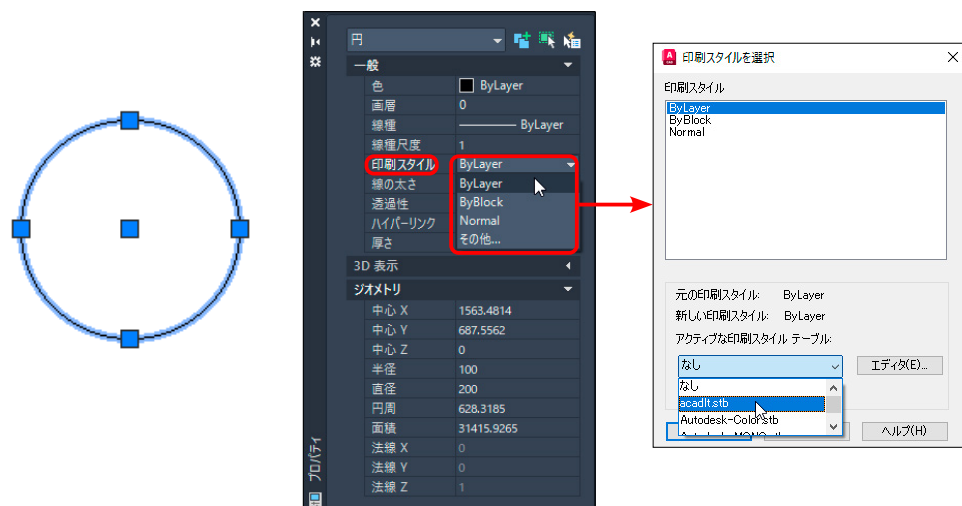 円
一般
色 ByLayer
画層 0
線種 ByLayer
線種尺度 1
印刷スタイル ByLayer
線の太さ ByLayer
透過性 ByBlock
ハイパーリンク Normal
厚さ その他...
3D 表示
ジオメトリ
中心 X 1563.4814
中心 Y 687.5562
中心 Z 0
半径 100
直径 200
円周 628.3185
面積 31415.9265
法線 X 0
法線 Y 0
法線 Z 1
プロパティ
A CAD 印刷スタイルを選択
印刷スタイル
ByLayer
ByBlock
Normal
元の印刷スタイル: ByLayer
新しい印刷スタイル: ByLayer
アクティブな印刷スタイル テーブル:
なし エディタ(E)...
なし
acadlt.stb
Autodesk-Color.stb
ヘルプ(H)